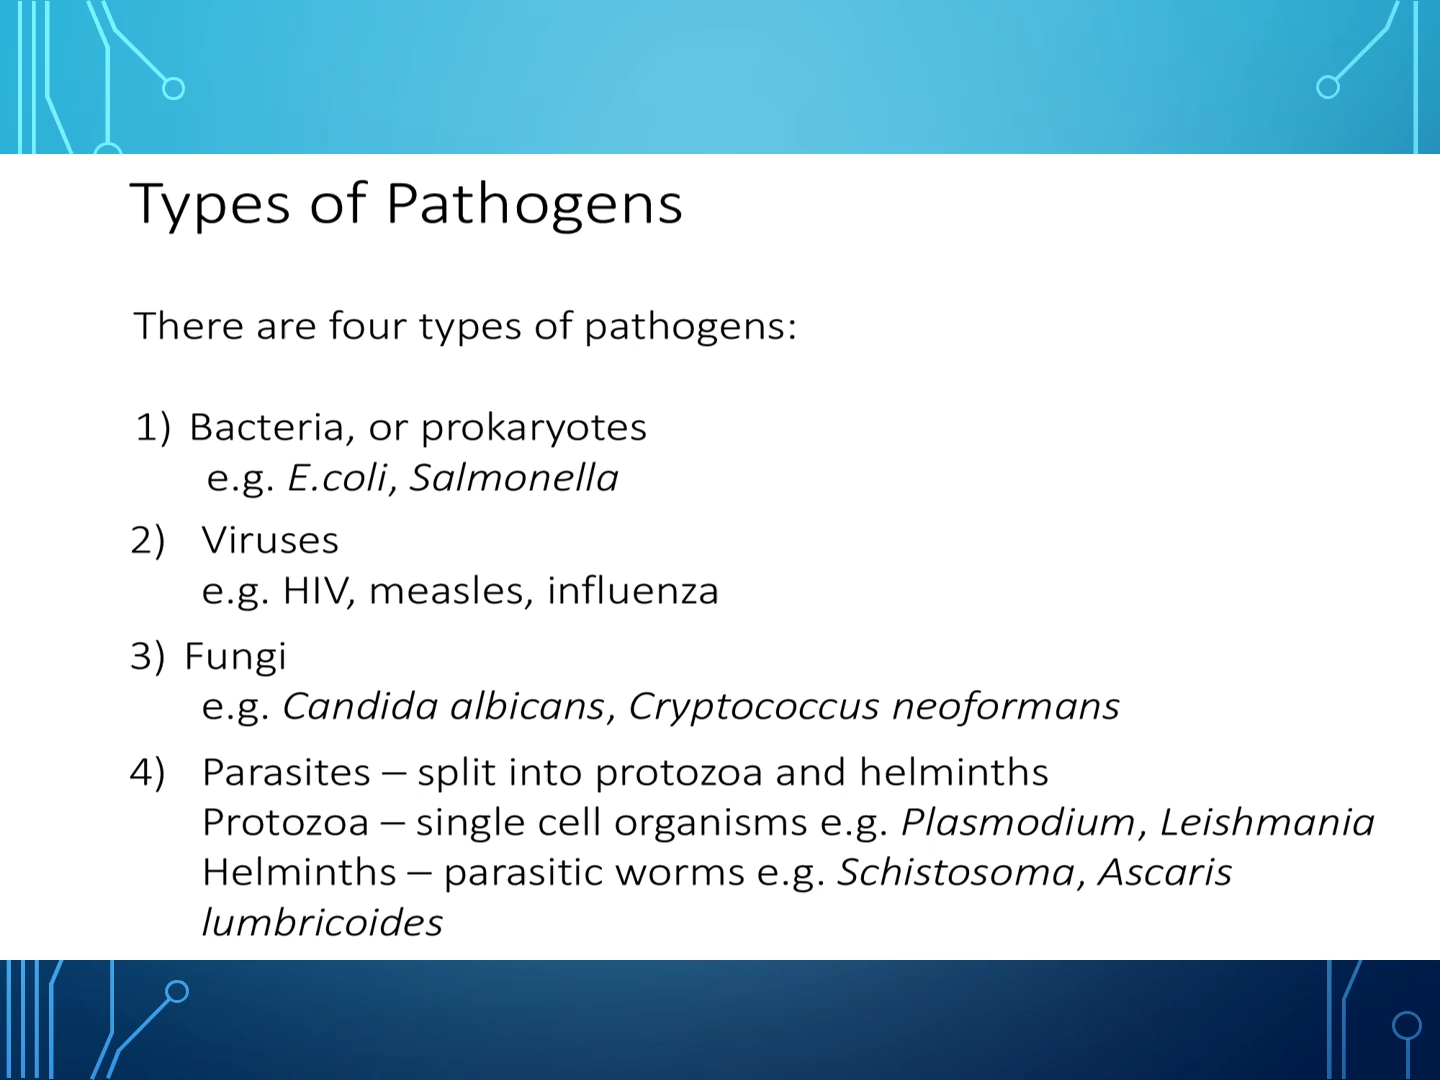 Types of Pathogens
There are four types of pathogens:
1) Bacteria, or prokaryotes
e.g. E.coli, Salmonella
2) Viruses
e.g. HIV, measles, influenza
3) Fungi
e.g. Candida albicans, Cryptococcus neoformans
4) Parasites – split into protozoa and helminths
Protozoa – single cell organisms e.g. Plasmodium, Leishmania
Helminths – parasitic worms e.g. Schistosoma, Ascaris
lumbricoides